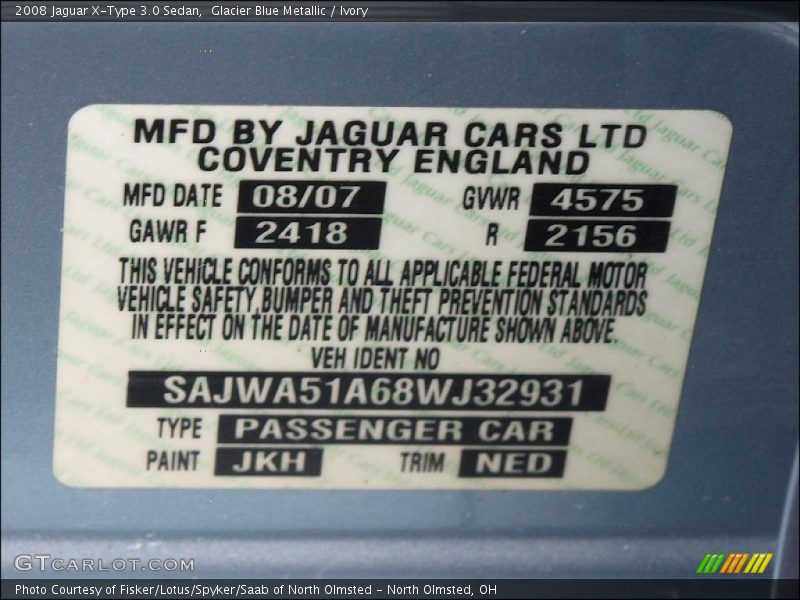 2008 Jaguar X-Type 3.0 Sedan,  Glacier Blue Metallic / Ivory
MFD BY JAGUAR CARS LTD
COVENTRY ENGLAND
MFD DATE 08/07 GVWR 4575
GAWR F 2418 R 2156
THIS VEHICLE CONFORMS TO ALL APPLICABLE FEDERAL MOTOR
VEHICLE SAFETY, BUMPER AND THEFT PREVENTION STANDARDS
IN EFFECT ON THE DATE OF MANUFACTURE SHOWN ABOVE.
VEH IDENT NO
SAJWA51A68WJ32931
TYPE PASSENGER CAR
PAINT JKH TRIM NED
GTCARLOT.COM
Photo Courtesy of Fisker/Lotus/Spyker/Saab of North Olmsted - North Olmsted, OH